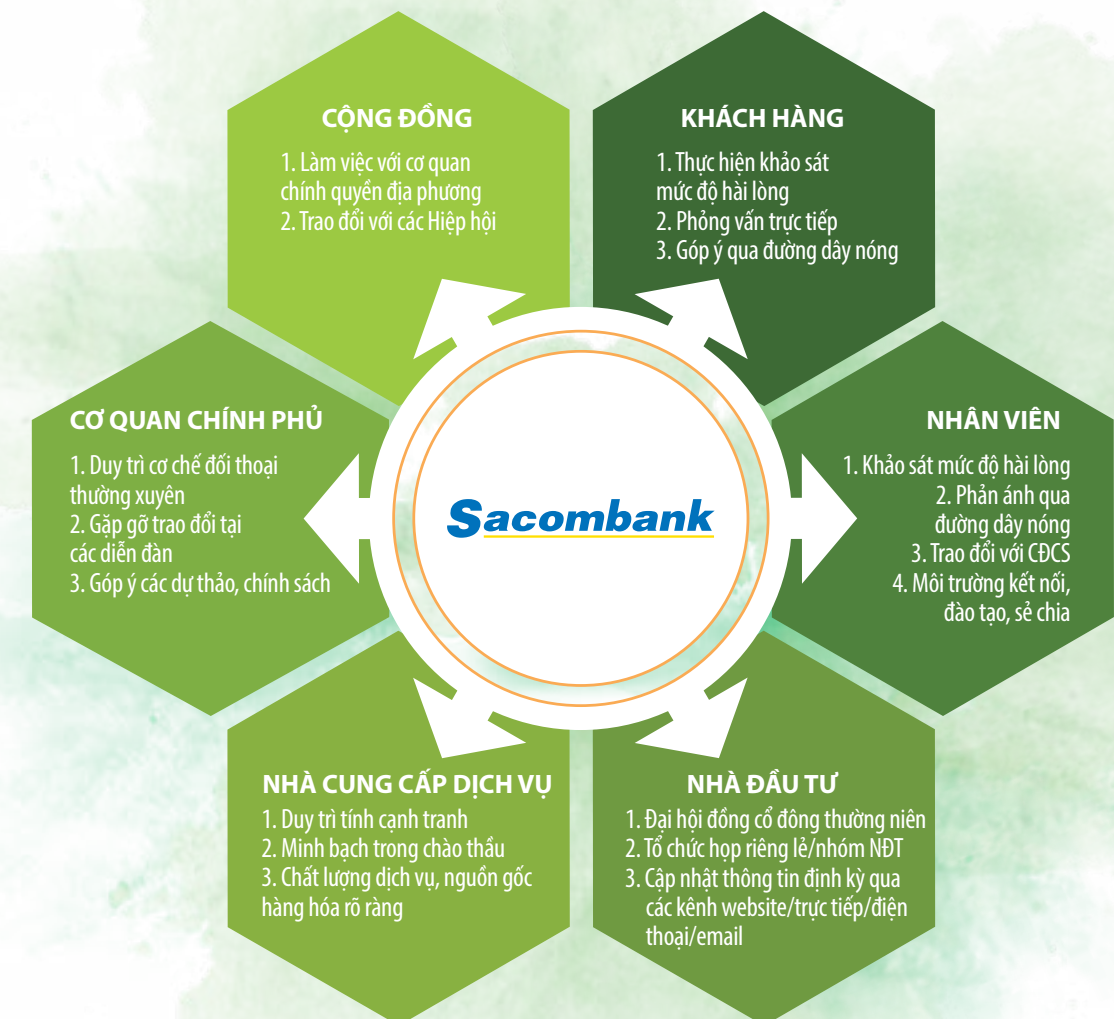 CỘNG ĐỒNG
1. Làm việc với cơ quan
chính quyền địa phương
2. Trao đổi với các Hiệp hội
KHÁCH HÀNG
1. Thực hiện khảo sát
mức độ hài lòng
2. Phỏng vấn trực tiếp
3. Góp ý qua đường dây nóng
CƠ QUAN CHÍNH PHỦ
1. Duy trì cơ chế đối thoại
thường xuyên
2. Gặp gỡ trao đổi tại
các diễn đàn
3. Góp ý các dự thảo, chính sách
Sacombank
NHÂN VIÊN
1. Khảo sát mức độ hài lòng
2. Phản ánh qua
đường dây nóng
3. Trao đổi với CĐCS
4. Môi trường kết nối,
đào tạo, sẻ chia
NHÀ CUNG CẤP DỊCH VỤ
1. Duy trì tính cạnh tranh
2. Minh bạch trong chào thầu
3. Chất lượng dịch vụ, nguồn gốc
hàng hóa rõ ràng
NHÀ ĐẦU TƯ
1. Đại hội đồng cổ đông thường niên
2. Tổ chức họp riêng lẻ/nhóm NĐT
3. Cập nhật thông tin định kỳ qua
các kênh website/trực tiếp/điện
thoại/email